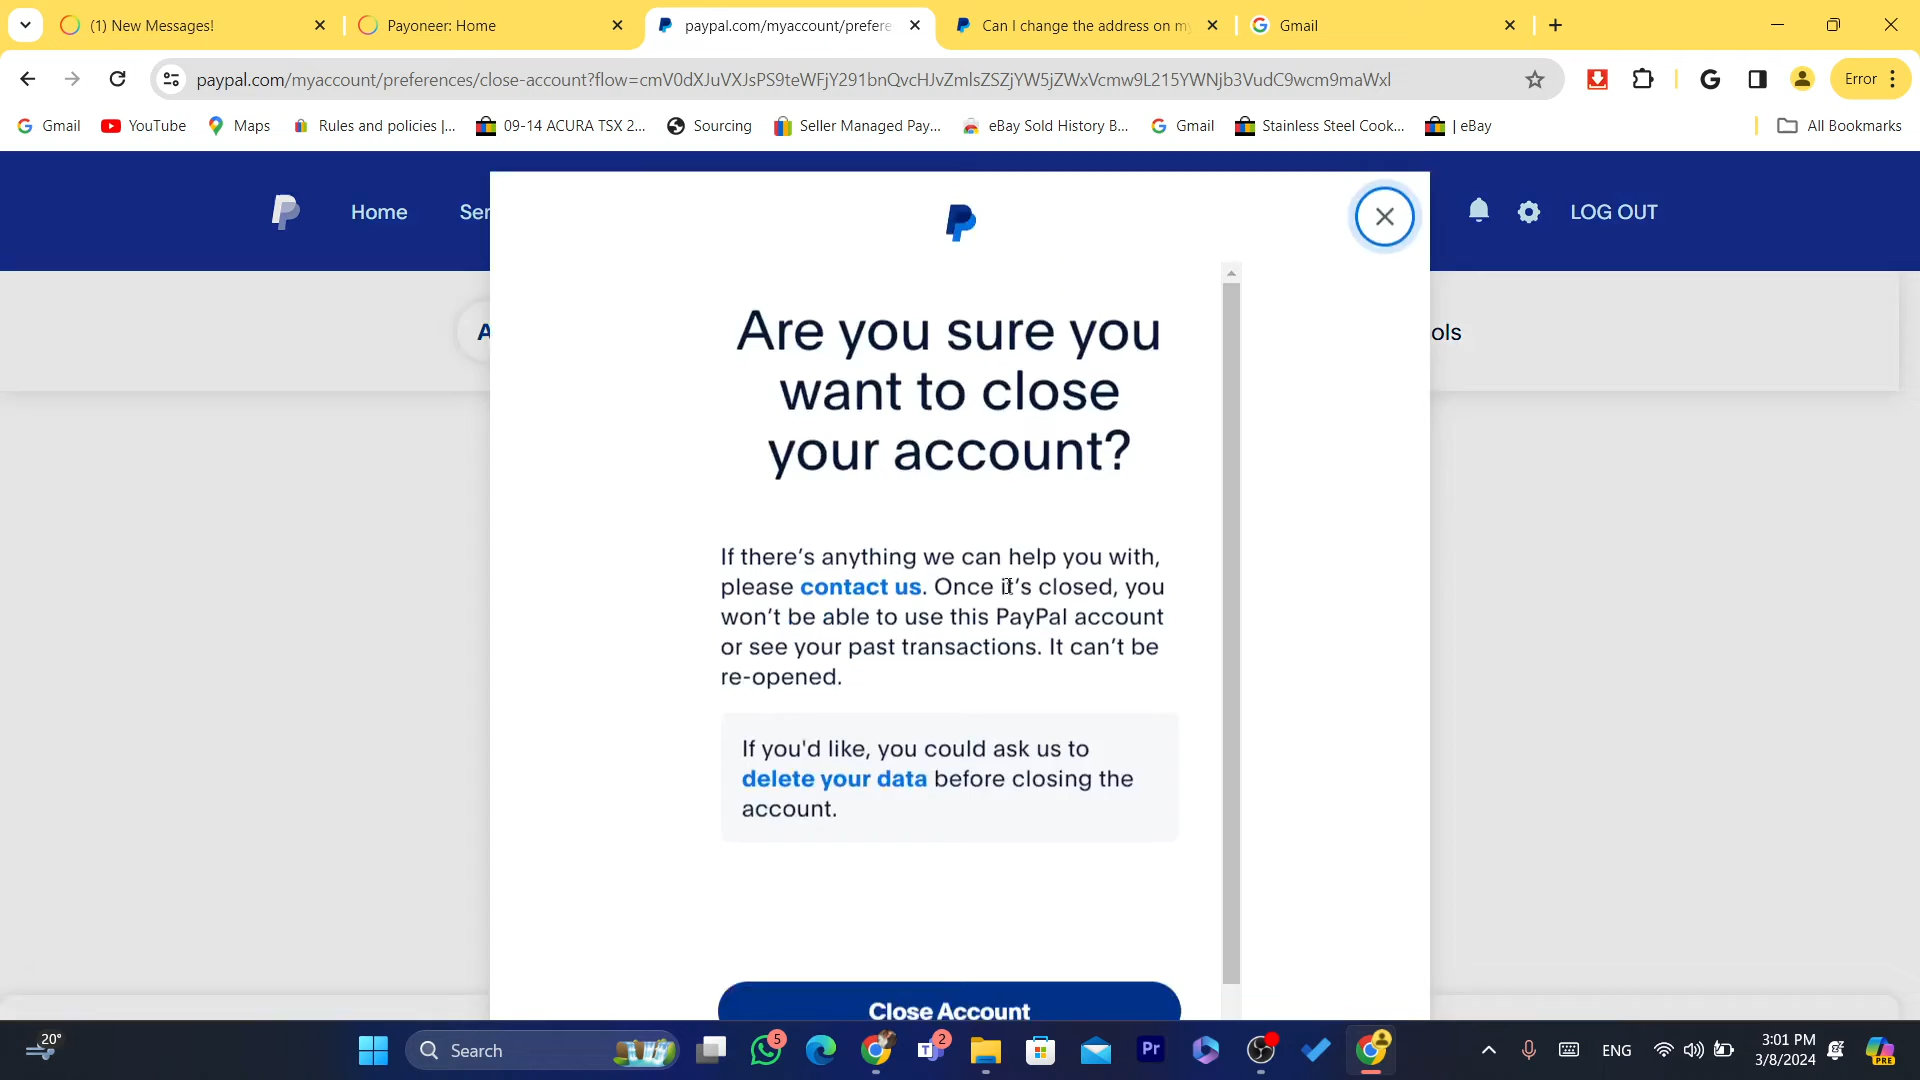 (1) New Messages!
Payoneer: Home
paypal.com/myaccount/prefere
Can I change the address on my
Gmail
paypal.com/myaccount/preferences/close-account?flow=cmV0dXJuVXJsPS9teWFjY291bnQvcHJvZmlsZSZjYW5jZWxVcmw9L215YWNjb3VudC9wcm9maWxl
Error
Gmail
YouTube
Maps
Rules and policies |...
09-14 ACURA TSX 2...
Sourcing
Seller Managed Pay...
eBay Sold History B...
Gmail
Stainless Steel Cook...
| eBay
All Bookmarks
Home
Ser
LOG OUT
A
ols
Are you sure you
want to close
your account?
If there’s anything we can help you with,
please contact us. Once it’s closed, you
won’t be able to use this PayPal account
or see your past transactions. It can’t be
re-opened.
If you'd like, you could ask us to
delete your data before closing the
account.
Close Account
20°
Search
5
2
Pr
ENG
3:01 PM
3/8/2024
PRE